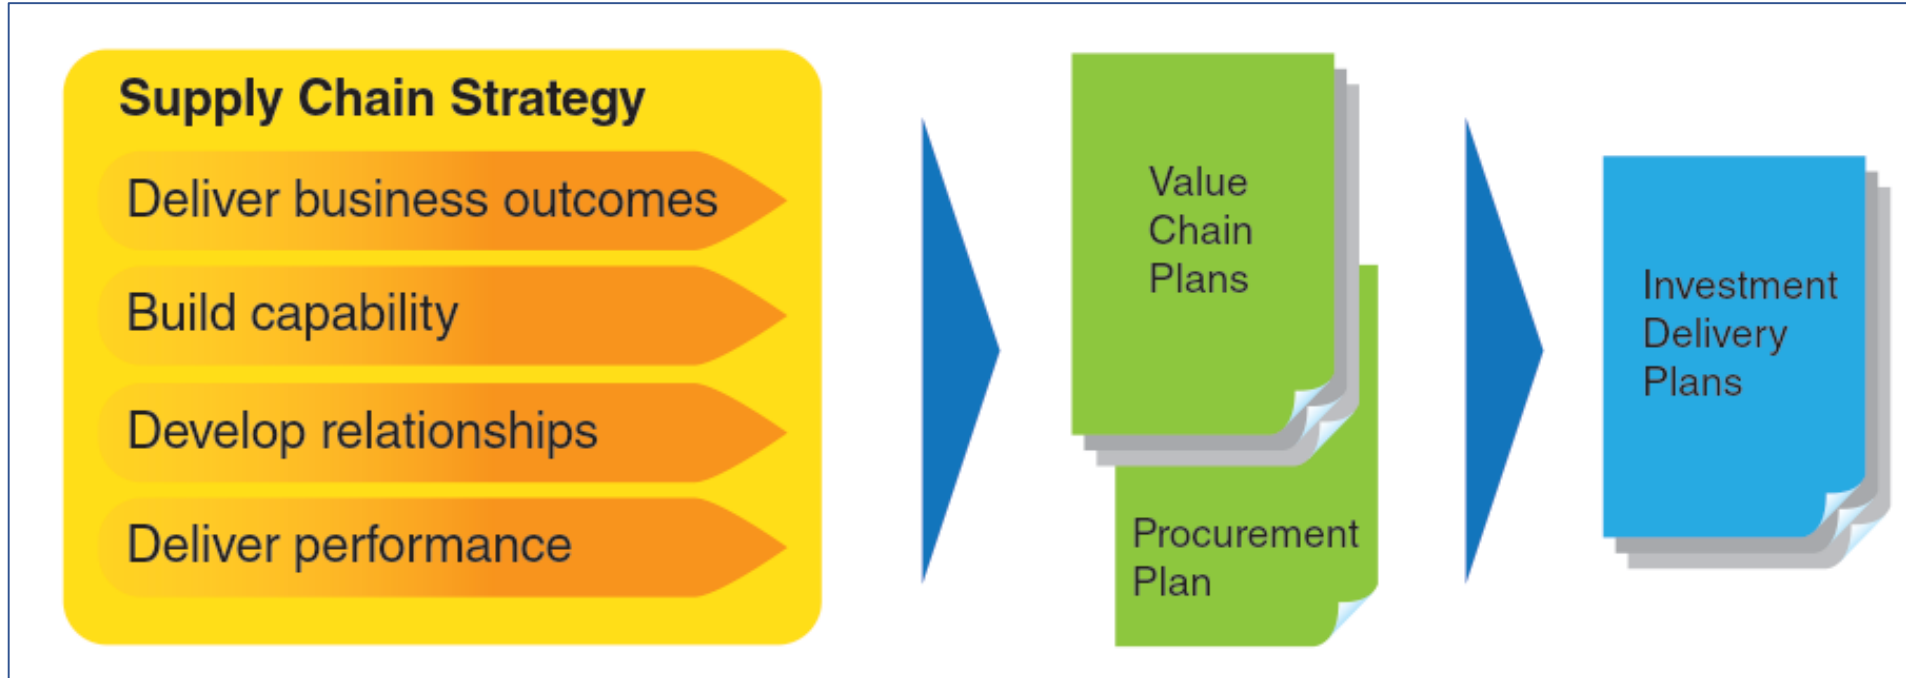 Supply Chain Strategy
Deliver business outcomes
Build capability
Develop relationships
Deliver performance
Value
Chain
Plans
Procurement
Plan
Investment
Delivery
Plans